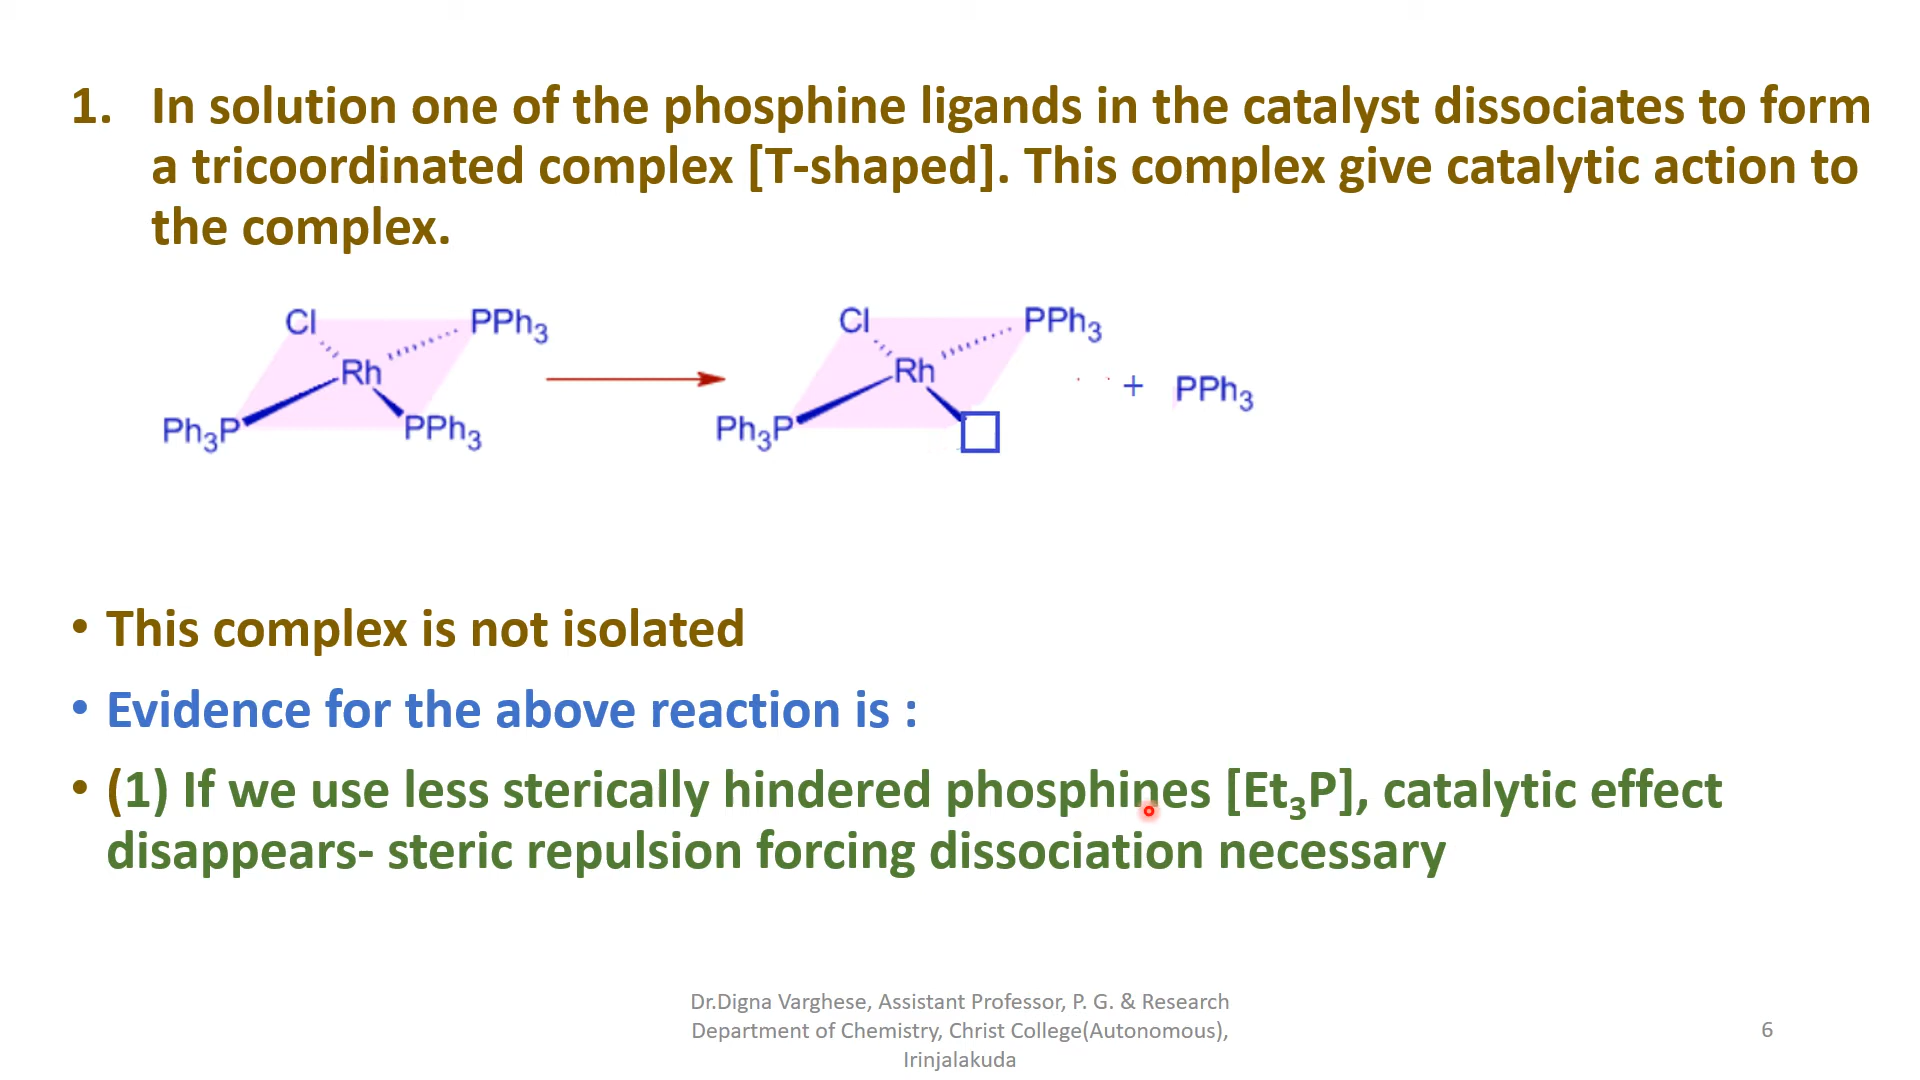 1. In solution one of the phosphine ligands in the catalyst dissociates to form
a tricoordinated complex [T-shaped]. This complex give catalytic action to
the complex.
Cl PPh₃ Cl PPh₃
Rh Rh + PPh₃
Ph₃P PPh₃ Ph₃P
• This complex is not isolated
• Evidence for the above reaction is :
• (1) If we use less sterically hindered phosphines [Et₃P], catalytic effect
disappears- steric repulsion forcing dissociation necessary
Dr.Digna Varghese, Assistant Professor, P. G. & Research
Department of Chemistry, Christ College(Autonomous),
Irinjalakuda
6